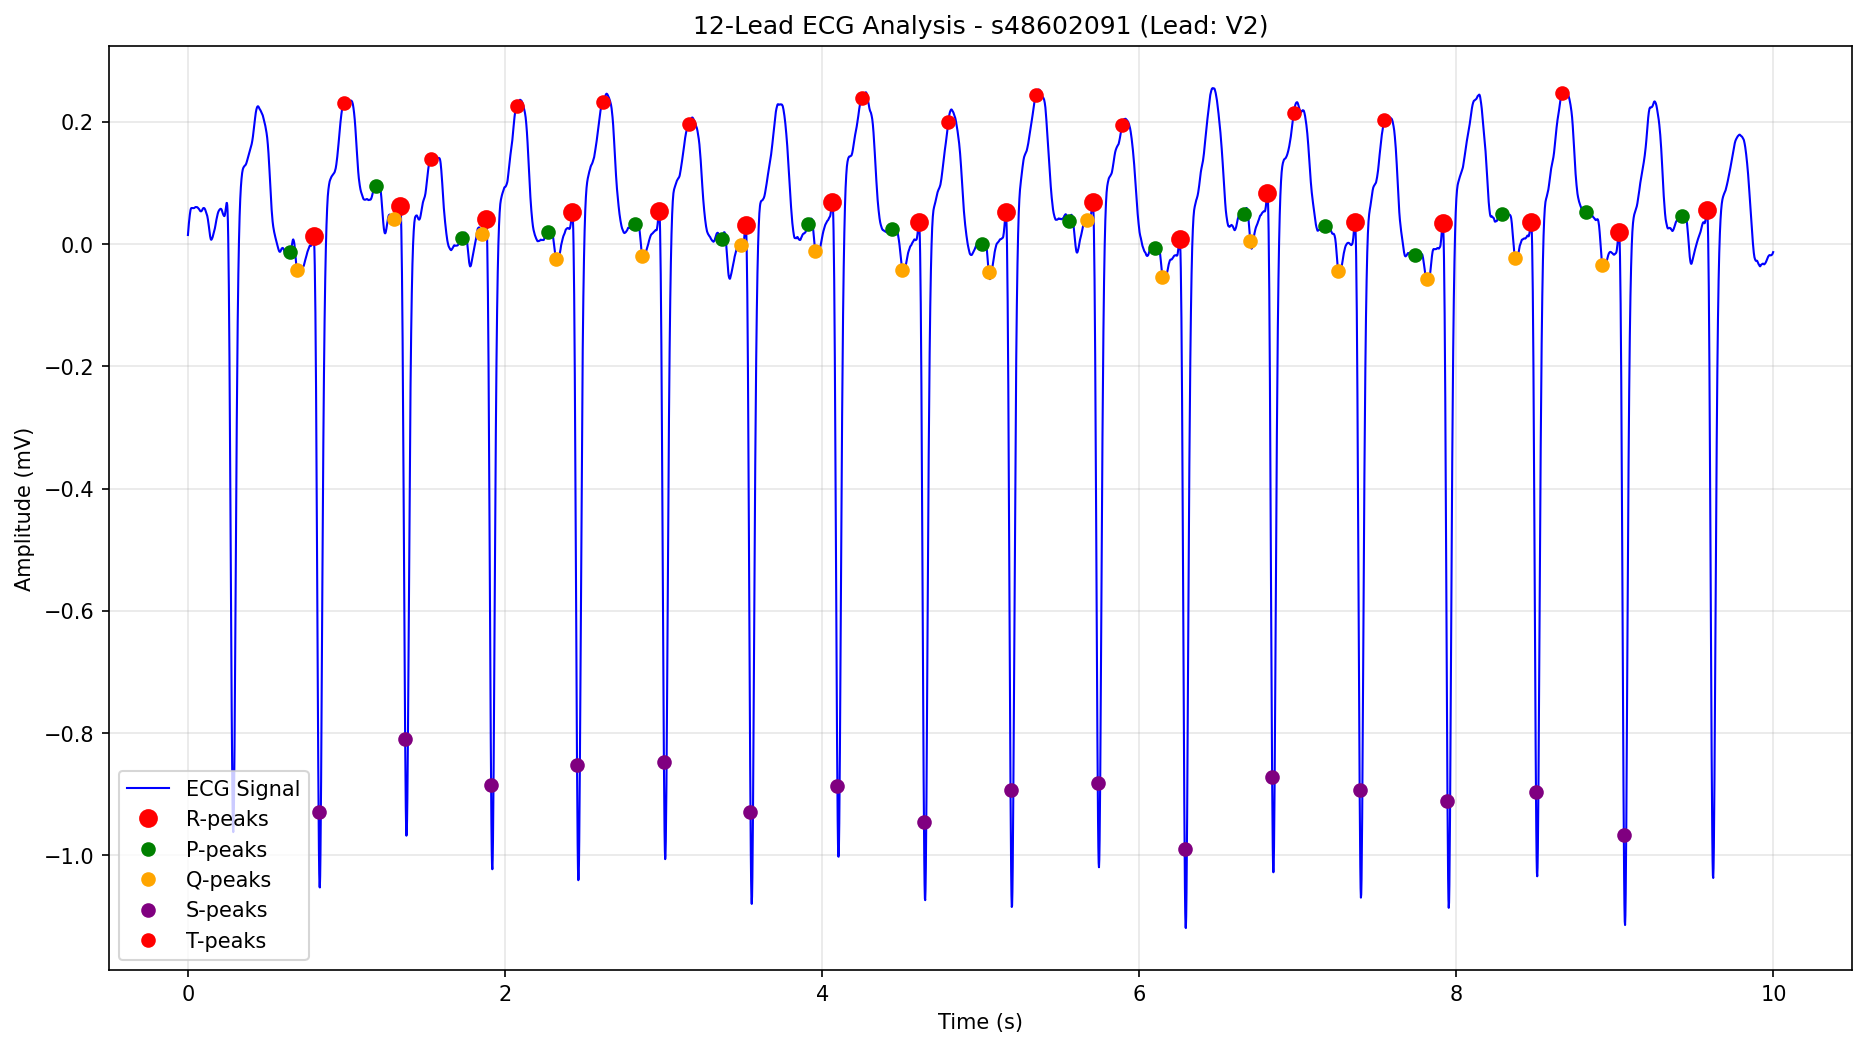 12-Lead ECG Analysis - s48602091 (Lead: V2)
0.2
0.0
−0.2
−0.4
−0.6
−0.8
−1.0
Amplitude (mV)
ECG Signal
R-peaks
P-peaks
Q-peaks
S-peaks
T-peaks
0 2 4 6 8 10
Time (s)